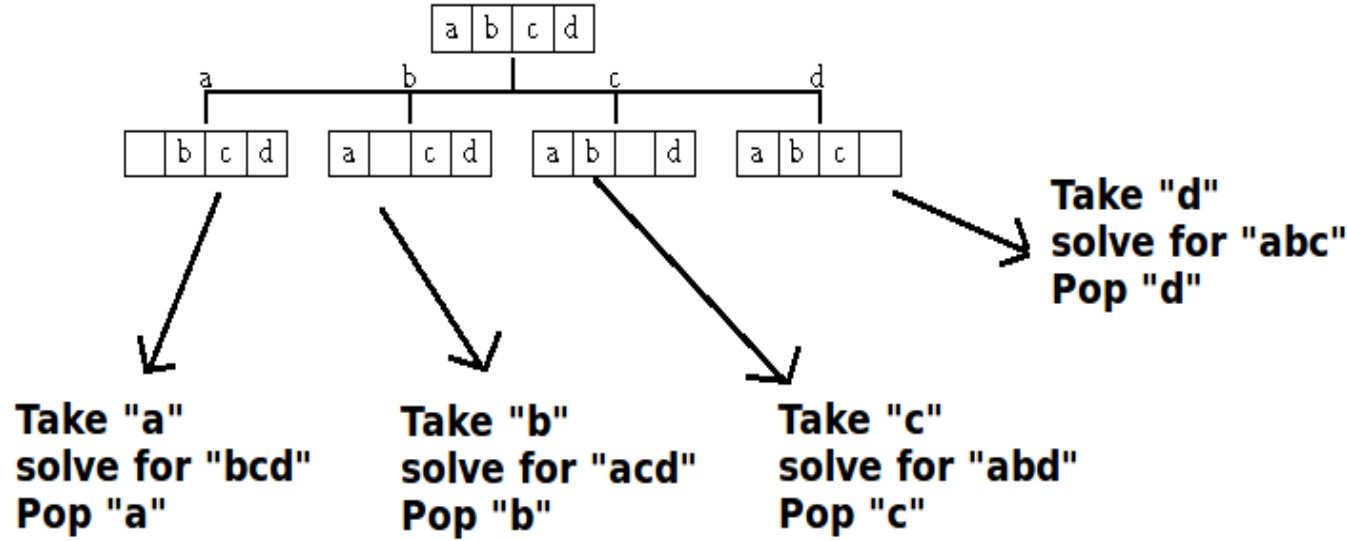 a b c d
a b c d
b c d a c d a b d a b c
Take "d"
solve for "abc"
Pop "d"
Take "a"
solve for "bcd"
Pop "a"
Take "b"
solve for "acd"
Pop "b"
Take "c"
solve for "abd"
Pop "c"